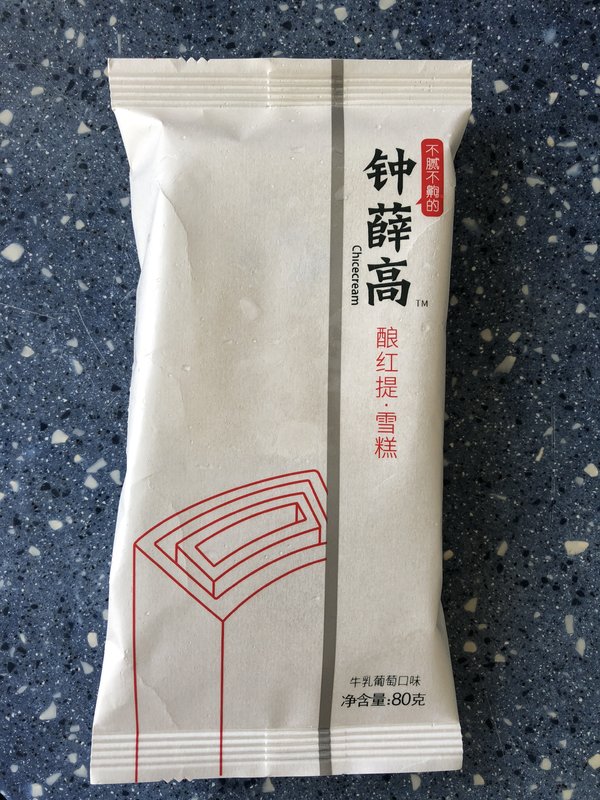 不腻不齁的
钟薛高
Chicecream
TM
酿红提·雪糕
牛乳葡萄口味
净含量:80克